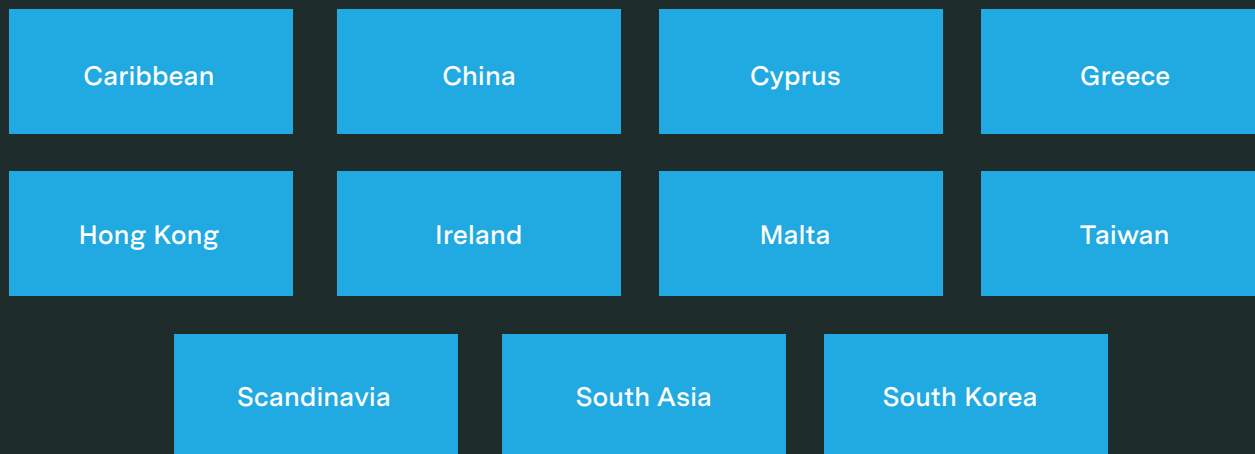 Caribbean
China
Cyprus
Greece
Hong Kong
Ireland
Malta
Taiwan
Scandinavia
South Asia
South Korea